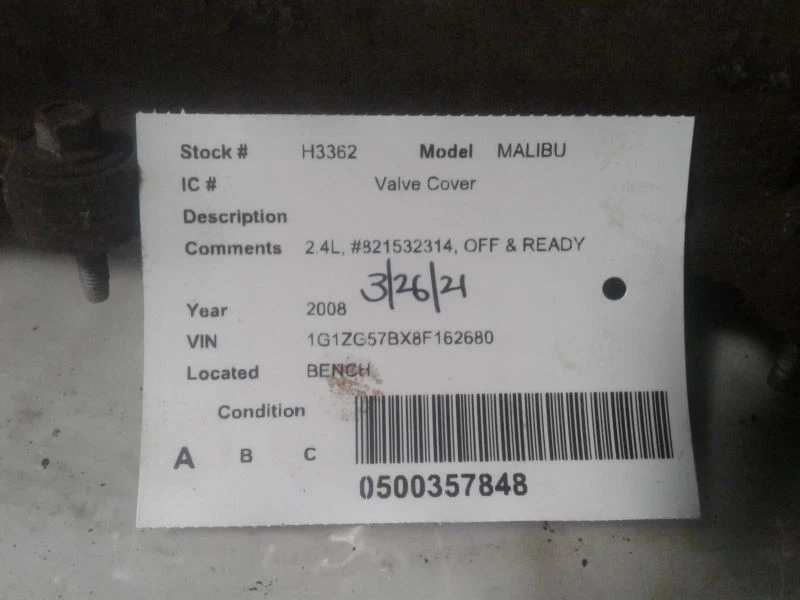 Stock # H3362 Model MALIBU
IC # Valve Cover
Description
Comments 2.4L, #821532314, OFF & READY
3/26/21
Year 2008
VIN 1G1ZG57BX8F162680
Located BENCH
Condition
A B C
0500357848